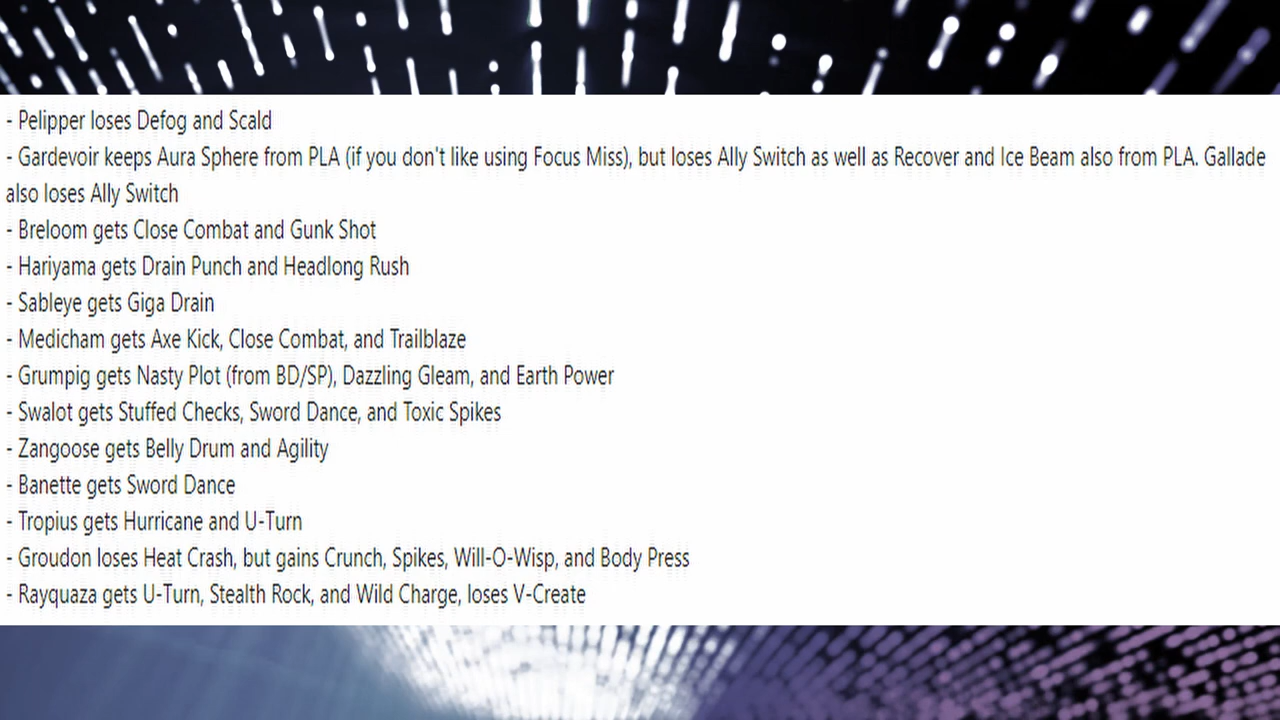 - Pelipper loses Defog and Scald
- Gardevoir keeps Aura Sphere from PLA (if you don't like using Focus Miss), but loses Ally Switch as well as Recover and Ice Beam also from PLA. Gallade
also loses Ally Switch
- Breloom gets Close Combat and Gunk Shot
- Hariyama gets Drain Punch and Headlong Rush
- Sableye gets Giga Drain
- Medicham gets Axe Kick, Close Combat, and Trailblaze
- Grumpig gets Nasty Plot (from BD/SP), Dazzling Gleam, and Earth Power
- Swalot gets Stuffed Checks, Sword Dance, and Toxic Spikes
- Zangoose gets Belly Drum and Agility
- Banette gets Sword Dance
- Tropius gets Hurricane and U-Turn
- Groudon loses Heat Crash, but gains Crunch, Spikes, Will-O-Wisp, and Body Press
- Rayquaza gets U-Turn, Stealth Rock, and Wild Charge, loses V-Create